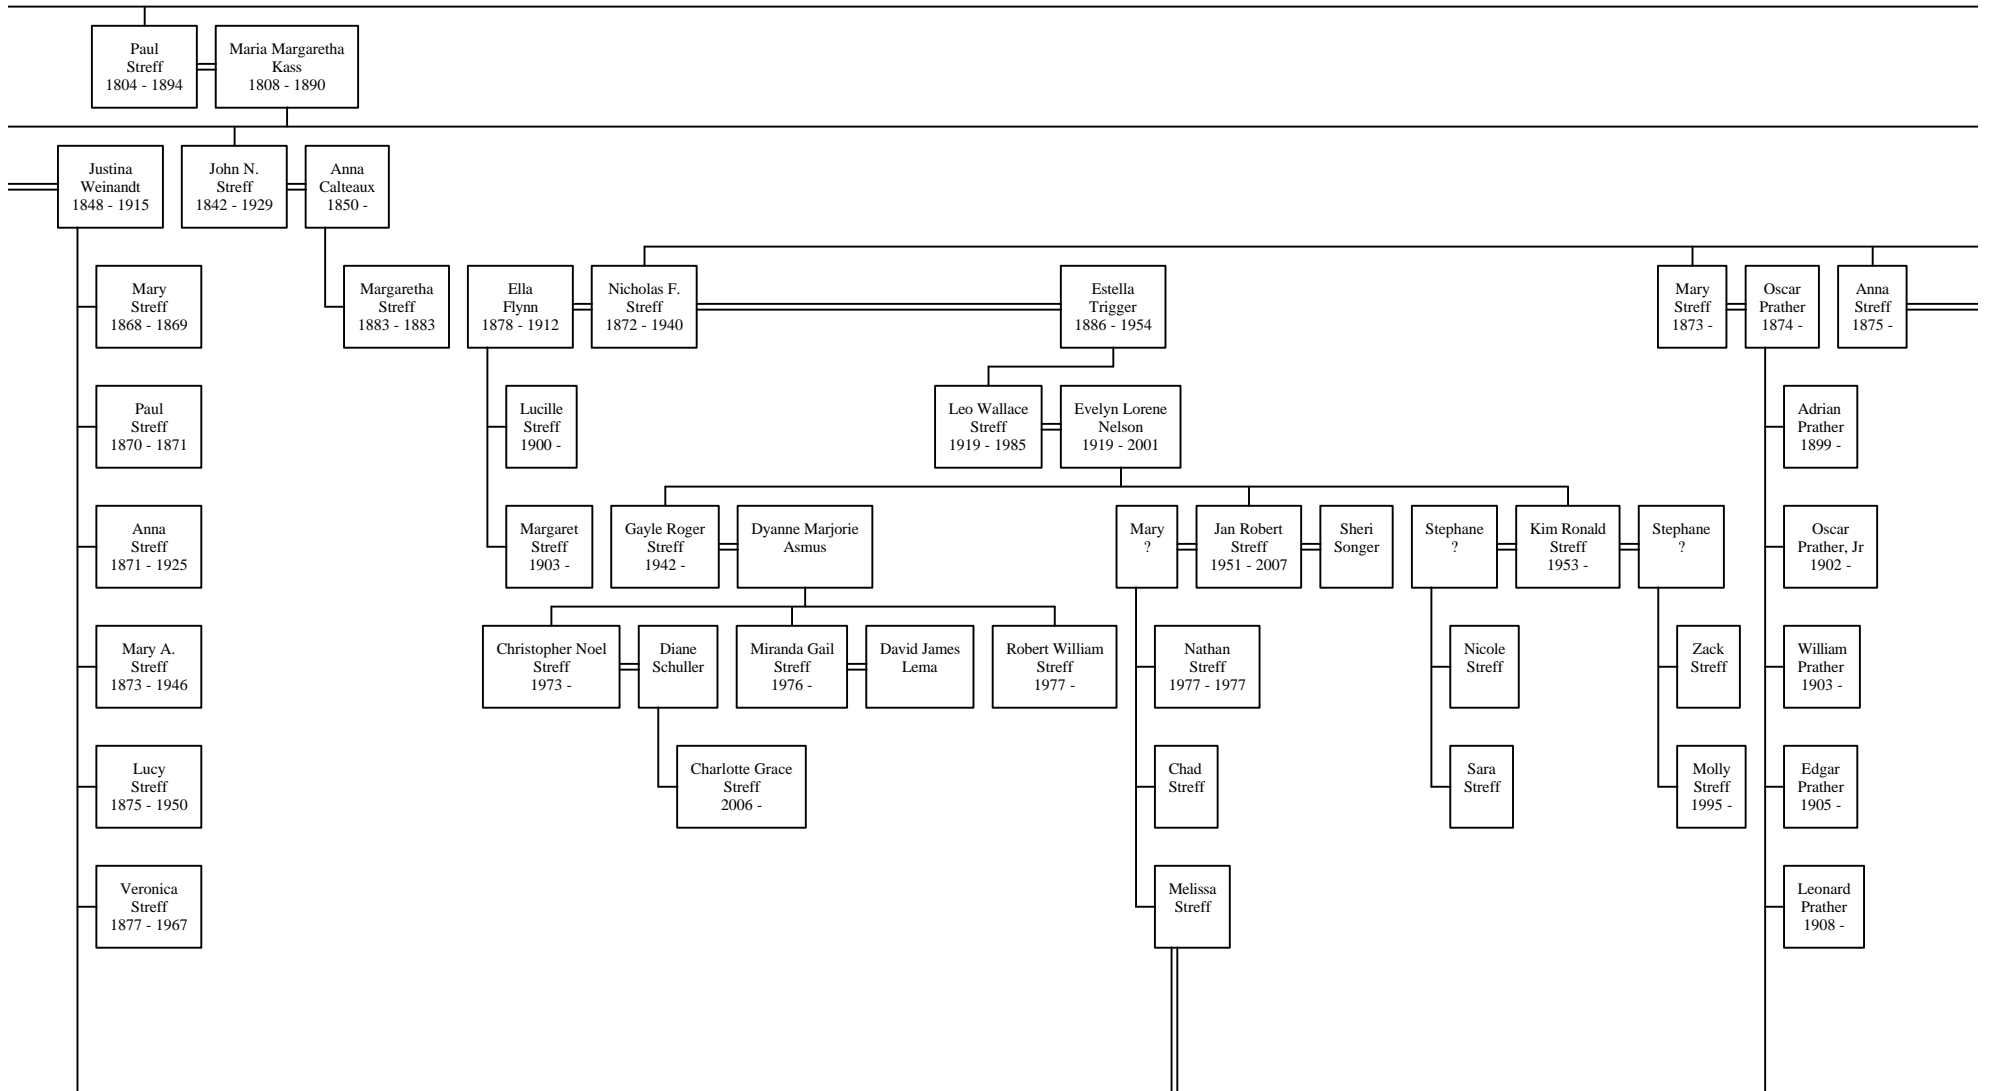 Paul
Streff
1804 - 1894
Maria Margaretha
Kass
1808 - 1890
Justina
Weinandt
1848 - 1915
John N.
Streff
1842 - 1929
Anna
Calteaux
1850 -
Mary
Streff
1868 - 1869
Margaretha
Streff
1883 - 1883
Ella
Flynn
1878 - 1912
Nicholas F.
Streff
1872 - 1940
Estella
Trigger
1886 - 1954
Mary
Streff
1873 -
Oscar
Prather
1874 -
Anna
Streff
1875 -
Paul
Streff
1870 - 1871
Lucille
Streff
1900 -
Leo Wallace
Streff
1919 - 1985
Evelyn Lorene
Nelson
1919 - 2001
Adrian
Prather
1899 -
Anna
Streff
1871 - 1925
Margaret
Streff
1903 -
Gayle Roger
Streff
1942 -
Dyanne Marjorie
Asmus
Mary
?
Jan Robert
Streff
1951 - 2007
Sheri
Songer
Stephane
?
Kim Ronald
Streff
1953 -
Stephane
?
Oscar
Prather, Jr
1902 -
Mary A.
Streff
1873 - 1946
Christopher Noel
Streff
1973 -
Diane
Schuller
Miranda Gail
Streff
1976 -
David James
Lema
Robert William
Streff
1977 -
Nathan
Streff
1977 - 1977
Nicole
Streff
Zack
Streff
William
Prather
1903 -
Lucy
Streff
1875 - 1950
Charlotte Grace
Streff
2006 -
Chad
Streff
Sara
Streff
Molly
Streff
1995 -
Edgar
Prather
1905 -
Veronica
Streff
1877 - 1967
Melissa
Streff
Leonard
Prather
1908 -